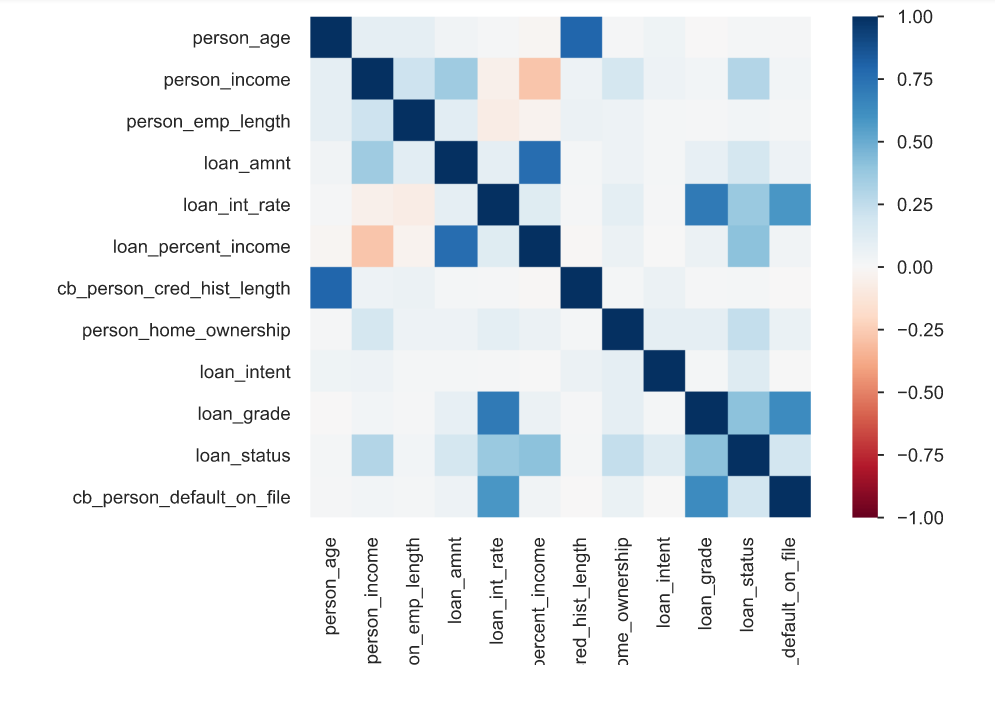 person_age
person_income
person_emp_length
loan_amnt
loan_int_rate
loan_percent_income
cb_person_cred_hist_length
person_home_ownership
loan_intent
loan_grade
loan_status
cb_person_default_on_file
1.00
0.75
0.50
0.25
0.00
−0.25
−0.50
−0.75
−1.00
person_age
person_income
on_emp_length
loan_amnt
loan_int_rate
percent_income
red_hist_length
ome_ownership
loan_intent
loan_grade
loan_status
_default_on_file